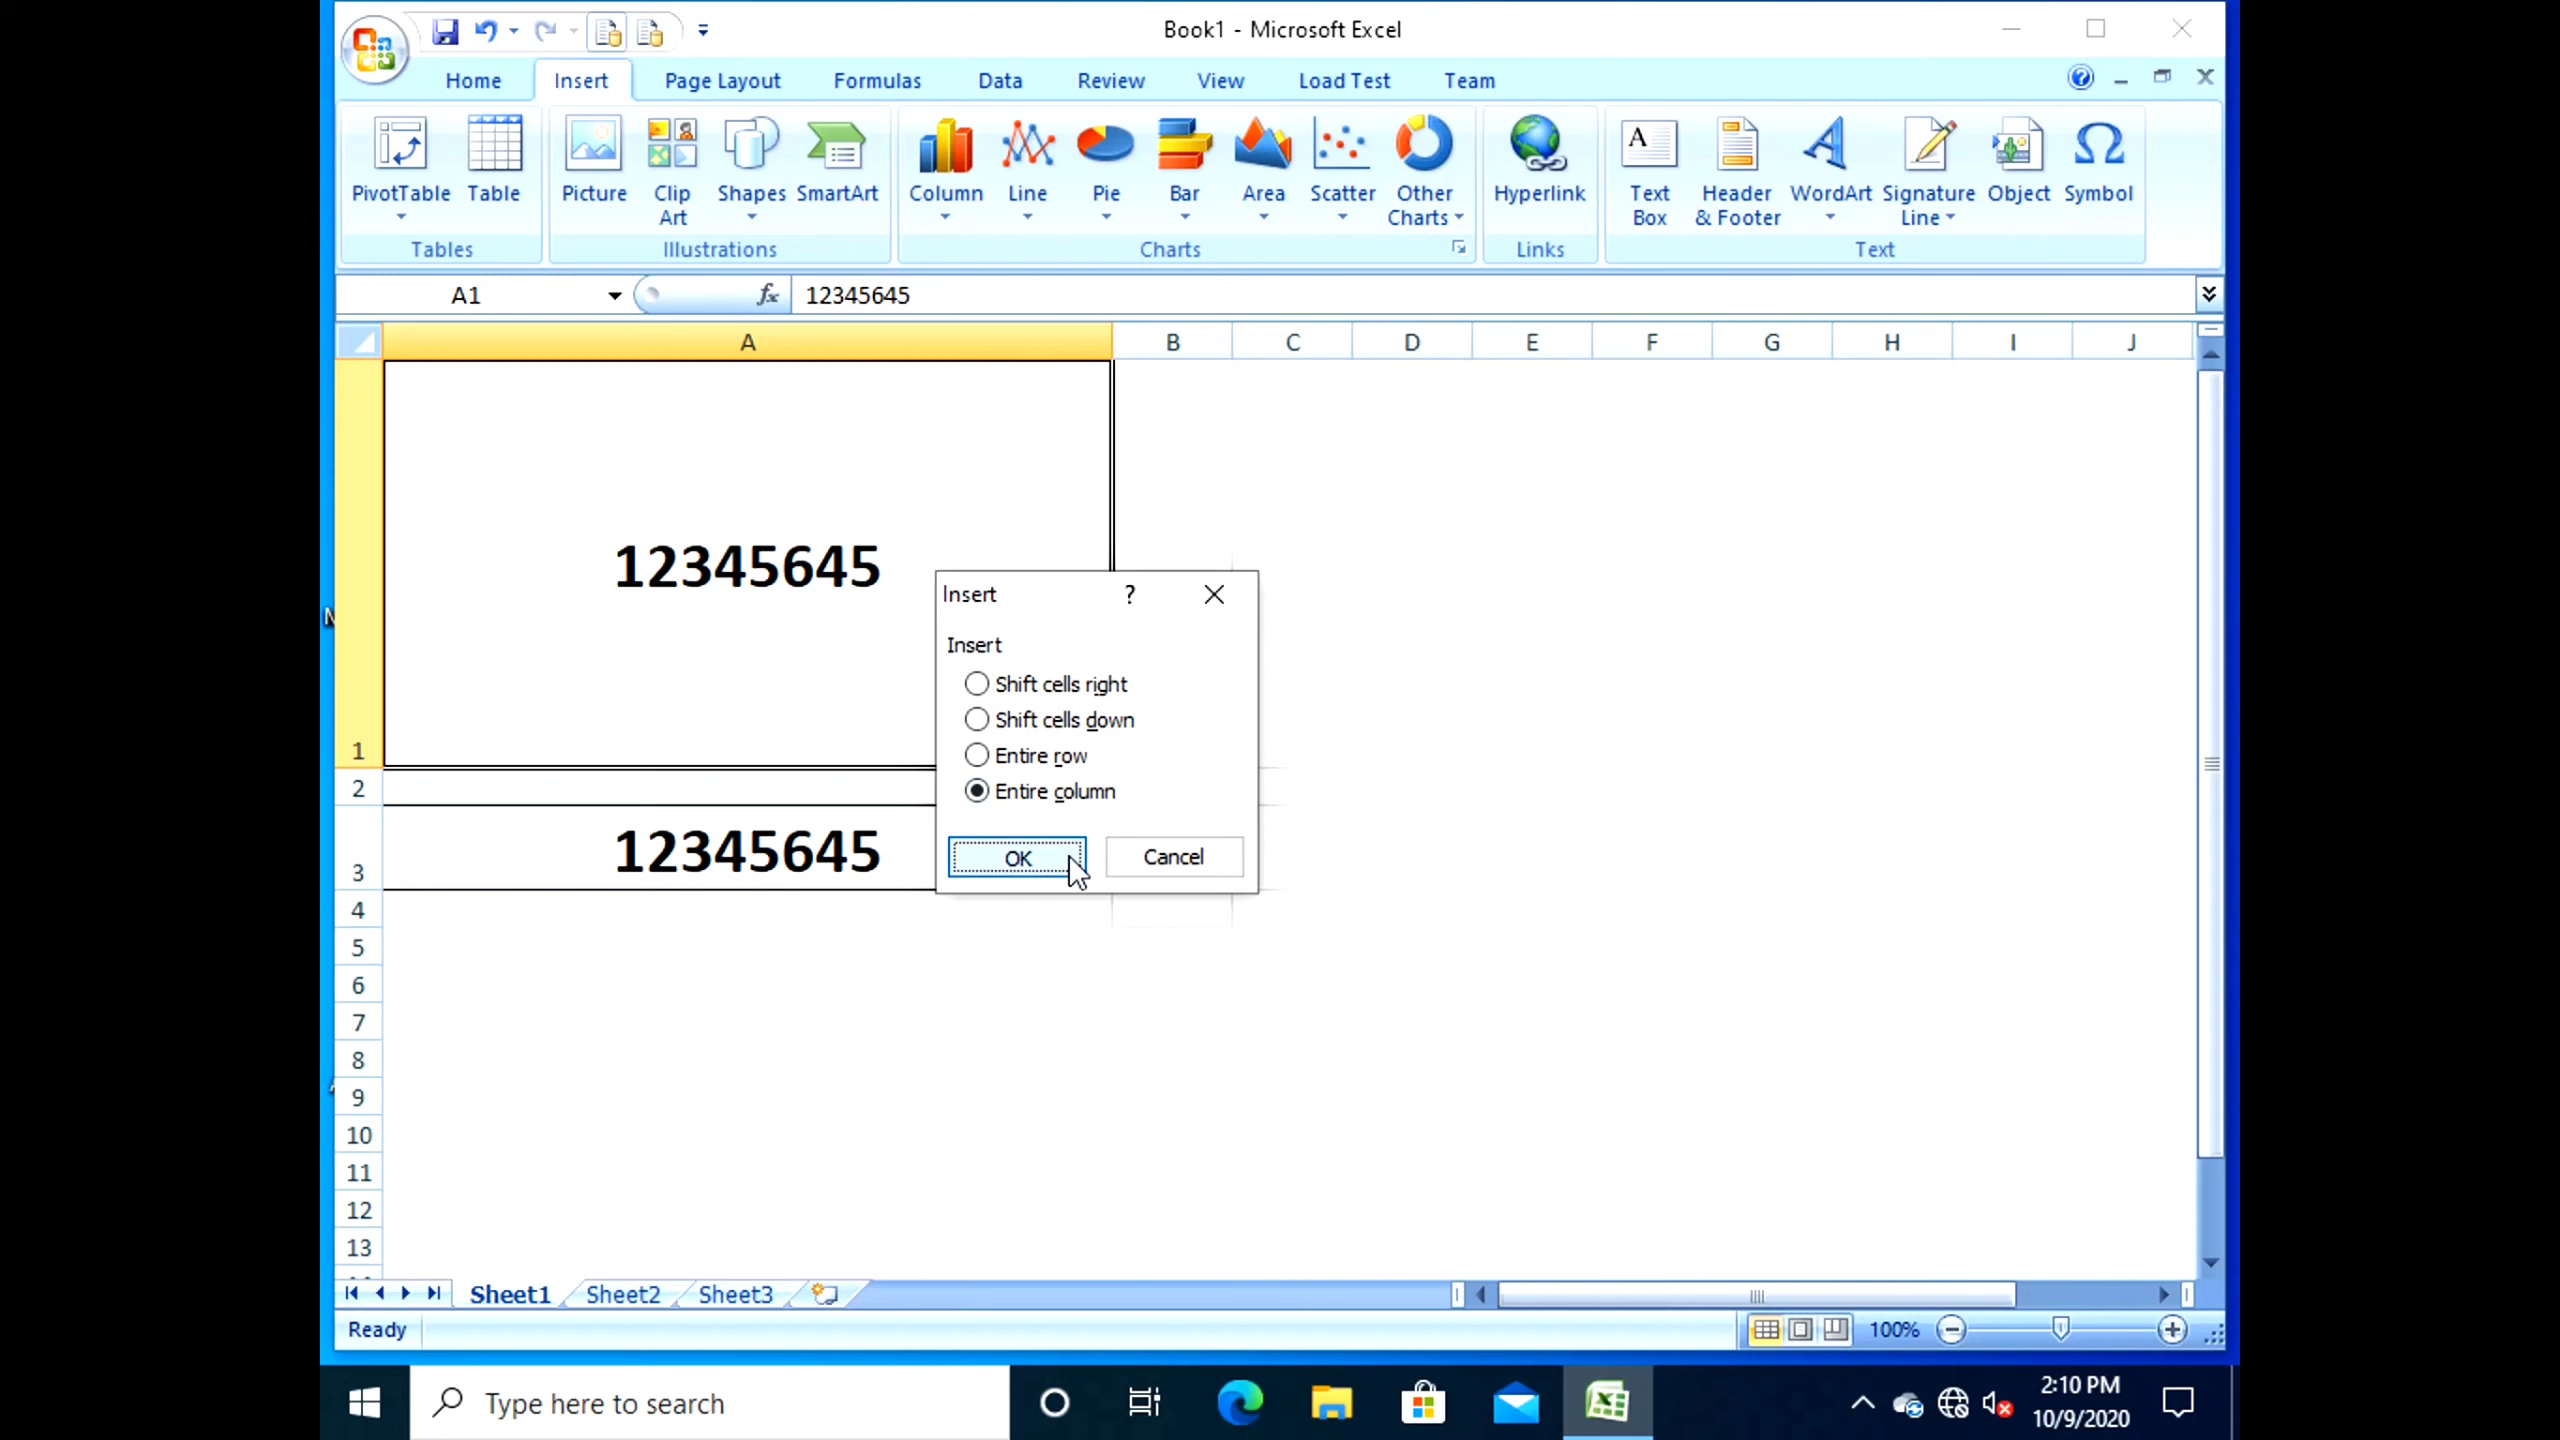 Book1 - Microsoft Excel
Home Insert Page Layout Formulas Data Review View Load Test Team
PivotTable Table Picture Clip Art Shapes SmartArt Column Line Pie Bar Area Scatter Other Charts Hyperlink Text Box Header & Footer WordArt Signature Line Object Symbol
Tables Illustrations Charts Links Text
A1 fx 12345645
A B C D E F G H I J
12345645
Insert ?
Insert
Shift cells right
Shift cells down
1 Entire row
2 Entire column
3 12345645 OK Cancel
4
5
6
7
8
9
10
11
12
13
Sheet1 Sheet2 Sheet3
Ready 100%
Type here to search
2:10 PM
10/9/2020